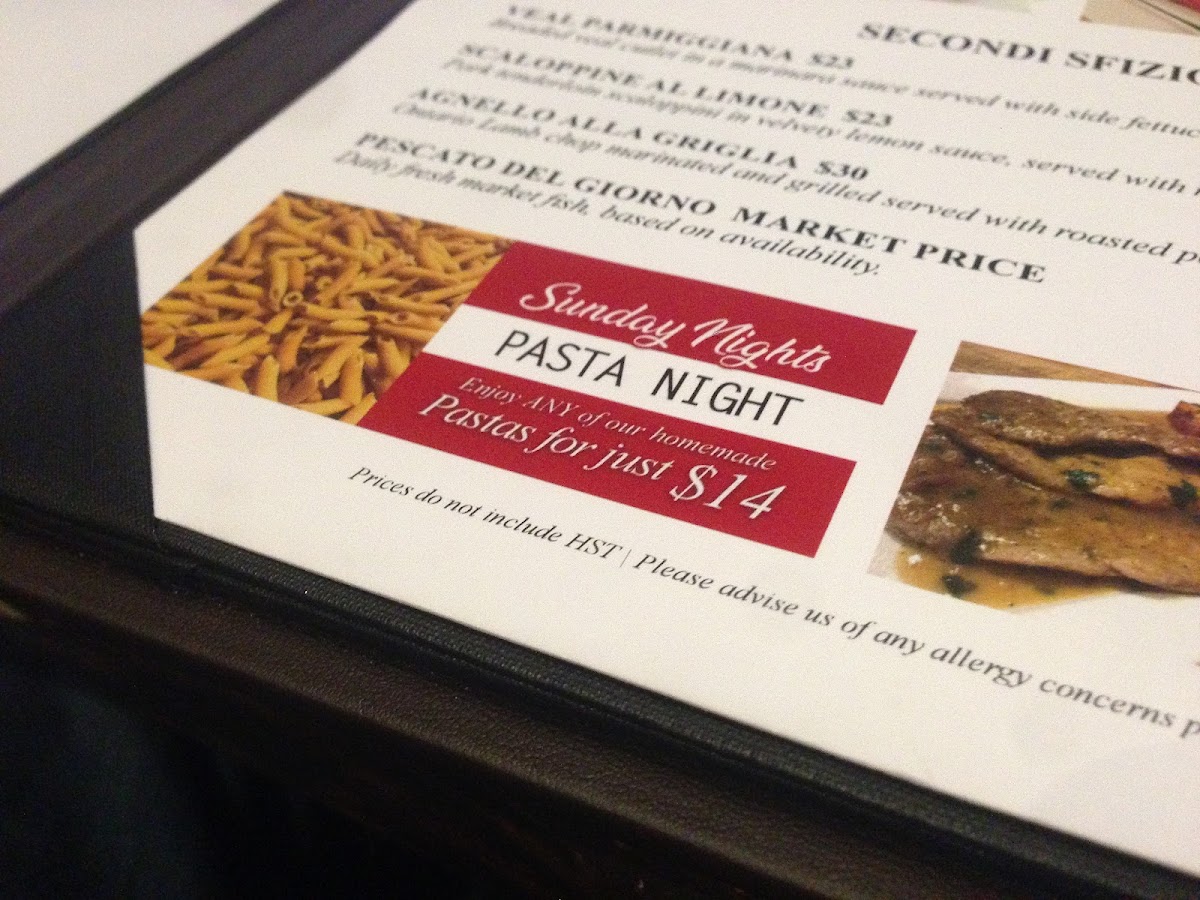 SECONDI SFIZIO
VEAL PARMIGGIANA $23
Breaded veal cutlet in a marinara sauce served with side fettuc
SCALOPPINE AL LIMONE $23
Pork tenderloin scaloppini in velvety lemon sauce, served with
AGNELLO ALLA GRIGLIA $30
Ontario Lamb chop marinated and grilled served with roasted po
PESCATO DEL GIORNO MARKET PRICE
Daily fresh market fish, based on availability.
Sunday Nights
PASTA NIGHT
Enjoy ANY of our homemade
Pastas for just $14
Prices do not include HST | Please advise us of any allergy concerns p